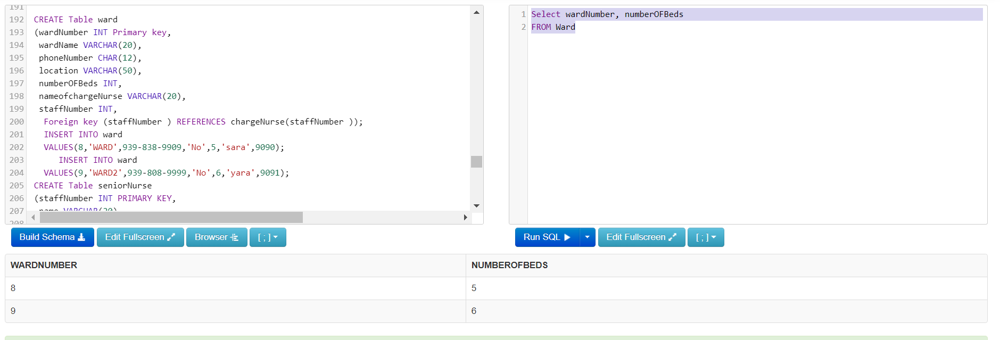 191
192 CREATE Table ward
193 (wardNumber INT Primary key,
194 wardName VARCHAR(20),
195 phoneNumber CHAR(12),
196 location VARCHAR(50),
197 numberOFBeds INT,
198 nameofchargeNurse VARCHAR(20),
199 staffNumber INT,
200 Foreign key (staffNumber ) REFERENCES chargeNurse(staffNumber ));
201 INSERT INTO ward
202 VALUES(8,'WARD',939-838-9909,'No',5,'sara',9090);
203 INSERT INTO ward
204 VALUES(9,'WARD2',939-808-9999,'No',6,'yara',9091);
205 CREATE Table seniorNurse
206 (staffNumber INT PRIMARY KEY,
207 name VARCHAR(20)
208
1 Select wardNumber, numberOFBeds
2 FROM Ward
Build Schema Edit Fullscreen Browser [ ; ]
Run SQL Edit Fullscreen [ ; ]
WARDNUMBER NUMBEROFBEDS
8 5
9 6